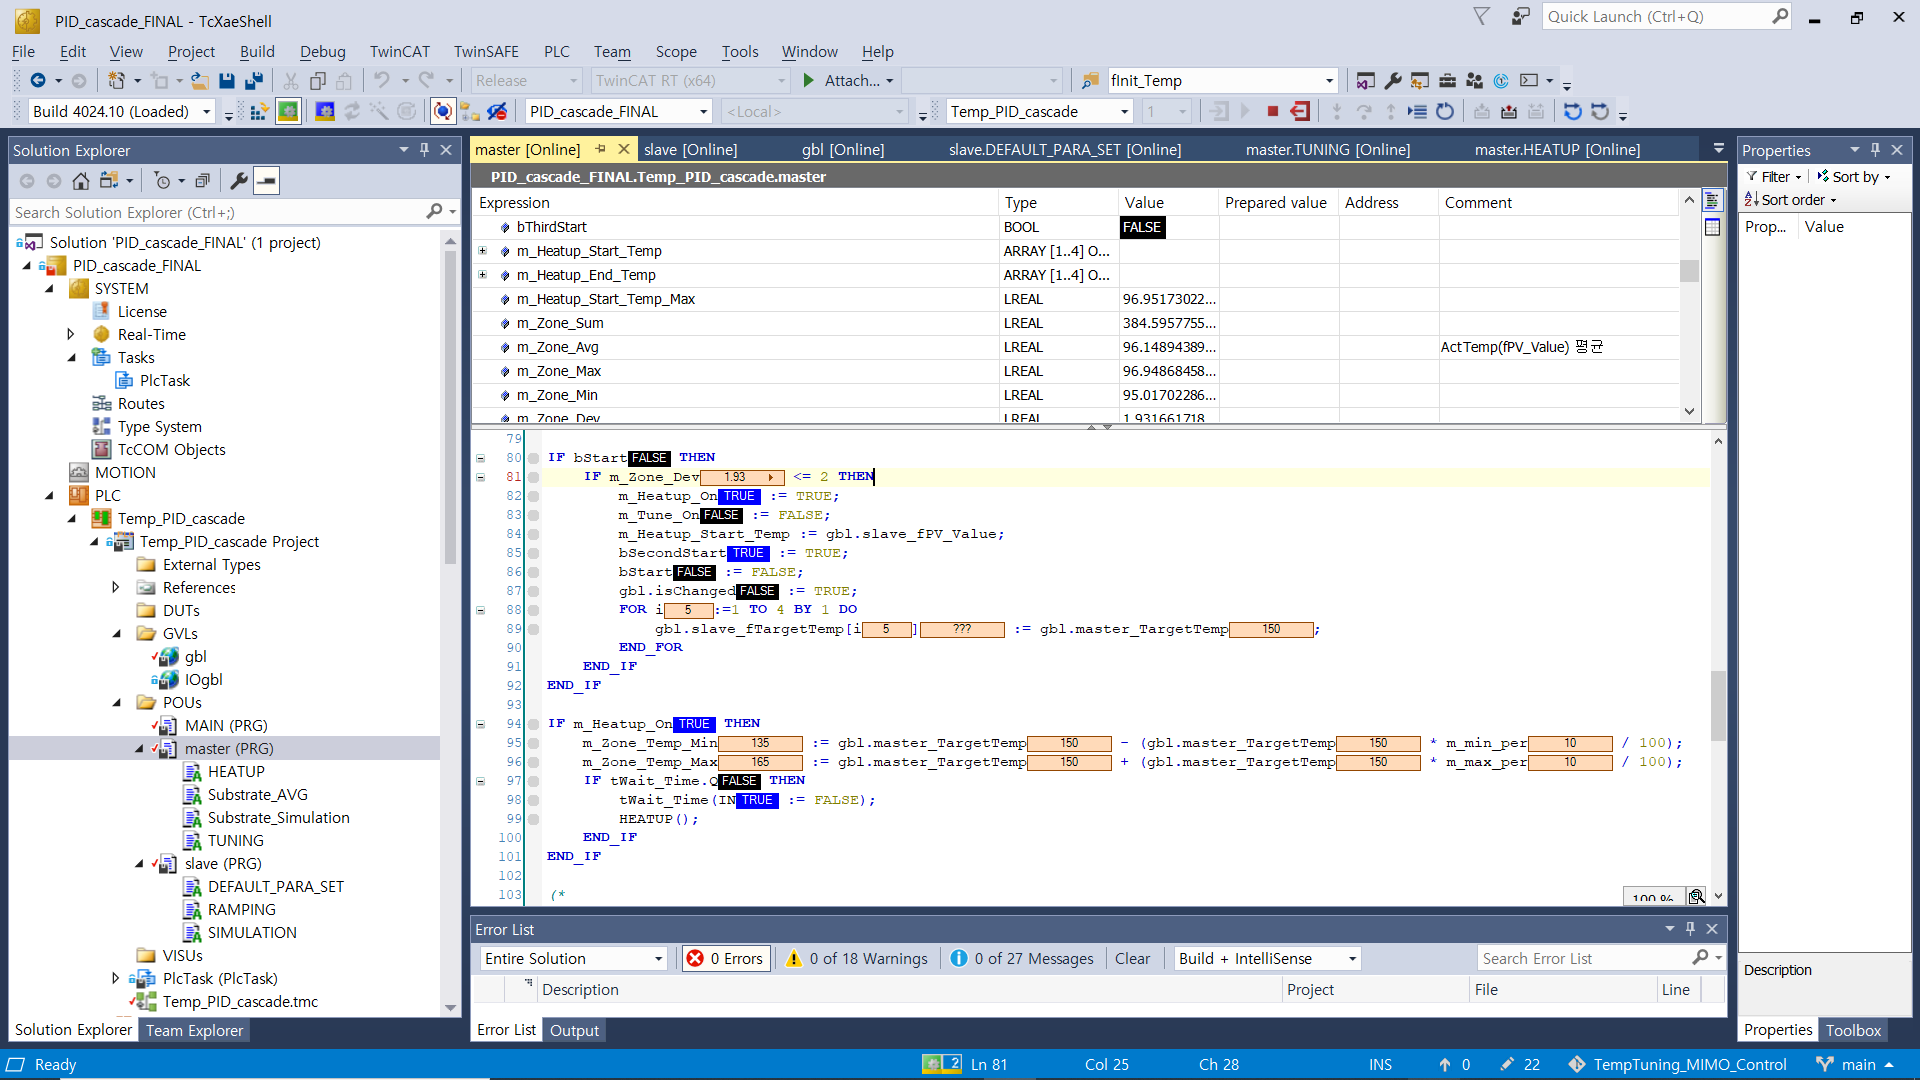 PID_cascade_FINAL - TcXaeShell
Quick Launch (Ctrl+Q)
File Edit View Project Build Debug TwinCAT TwinSAFE PLC Team Scope Tools Window Help
Release TwinCAT RT (x64) Attach... fInit_Temp
Build 4024.10 (Loaded) PID_cascade_FINAL <Local> Temp_PID_cascade 1
Solution Explorer
Search Solution Explorer (Ctrl+;)
Solution 'PID_cascade_FINAL' (1 project)
PID_cascade_FINAL
SYSTEM
License
Real-Time
Tasks
PlcTask
Routes
Type System
TcCOM Objects
MOTION
PLC
Temp_PID_cascade
Temp_PID_cascade Project
External Types
References
DUTs
GVLs
gbl
IOgbl
POUs
MAIN (PRG)
master (PRG)
HEATUP
Substrate_AVG
Substrate_Simulation
TUNING
slave (PRG)
DEFAULT_PARA_SET
RAMPING
SIMULATION
VISUs
PlcTask (PlcTask)
Temp_PID_cascade.tmc
Solution Explorer Team Explorer
master [Online] slave [Online] gbl [Online] slave.DEFAULT_PARA_SET [Online] master.TUNING [Online] master.HEATUP [Online]
PID_cascade_FINAL.Temp_PID_cascade.master
Expression Type Value Prepared value Address Comment
bThirdStart BOOL FALSE
m_Heatup_Start_Temp ARRAY [1..4] O...
m_Heatup_End_Temp ARRAY [1..4] O...
m_Heatup_Start_Temp_Max LREAL 96.95173022...
m_Zone_Sum LREAL 384.5957755...
m_Zone_Avg LREAL 96.14894389... ActTemp(fPV_Value) 평균
m_Zone_Max LREAL 96.94868458...
m_Zone_Min LREAL 95.01702286...
m_Zone_Dev LREAL 1.931661718
79
80 IF bStart FALSE THEN
81 IF m_Zone_Dev 1.93 <= 2 THEN
82 m_Heatup_On TRUE := TRUE;
83 m_Tune_On FALSE := FALSE;
84 m_Heatup_Start_Temp := gbl.slave_fPV_Value;
85 bSecondStart TRUE := TRUE;
86 bStart FALSE := FALSE;
87 gbl.isChanged FALSE := TRUE;
88 FOR i 5 :=1 TO 4 BY 1 DO
89 gbl.slave_fTargetTemp[i 5 ] ??? := gbl.master_TargetTemp 150 ;
90 END_FOR
91 END_IF
92 END_IF
93
94 IF m_Heatup_On TRUE THEN
95 m_Zone_Temp_Min 135 := gbl.master_TargetTemp 150 - (gbl.master_TargetTemp 150 * m_min_per 10 / 100);
96 m_Zone_Temp_Max 165 := gbl.master_TargetTemp 150 + (gbl.master_TargetTemp 150 * m_max_per 10 / 100);
97 IF tWait_Time.Q FALSE THEN
98 tWait_Time(IN TRUE := FALSE);
99 HEATUP();
100 END_IF
101 END_IF
102
103 (*
100 %
Error List
Entire Solution 0 Errors 0 of 18 Warnings 0 of 27 Messages Clear Build + IntelliSense Search Error List
Description Project File Line
Error List Output
Properties
Filter Sort by
Sort order
Prop... Value
Description
Properties Toolbox
Ready 2 Ln 81 Col 25 Ch 28 INS 0 22 TempTuning_MIMO_Control main